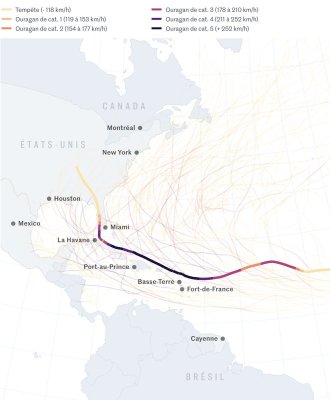 Tempête (- 118 km/h)
Ouragan de cat. 1 (119 à 153 km/h)
Ouragan de cat. 2 (154 à 177 km/h)
Ouragan de cat. 3 (178 à 210 km/h)
Ouragan de cat. 4 (211 à 252 km/h)
Ouragan de cat. 5 (+ 252 km/h)
CANADA
Montréal
New York
ÉTATS-UNIS
Houston
Mexico
Miami
La Havane
Port-au-Prince
Basse-Terre
Fort-de-France
Cayenne
BRÉSIL